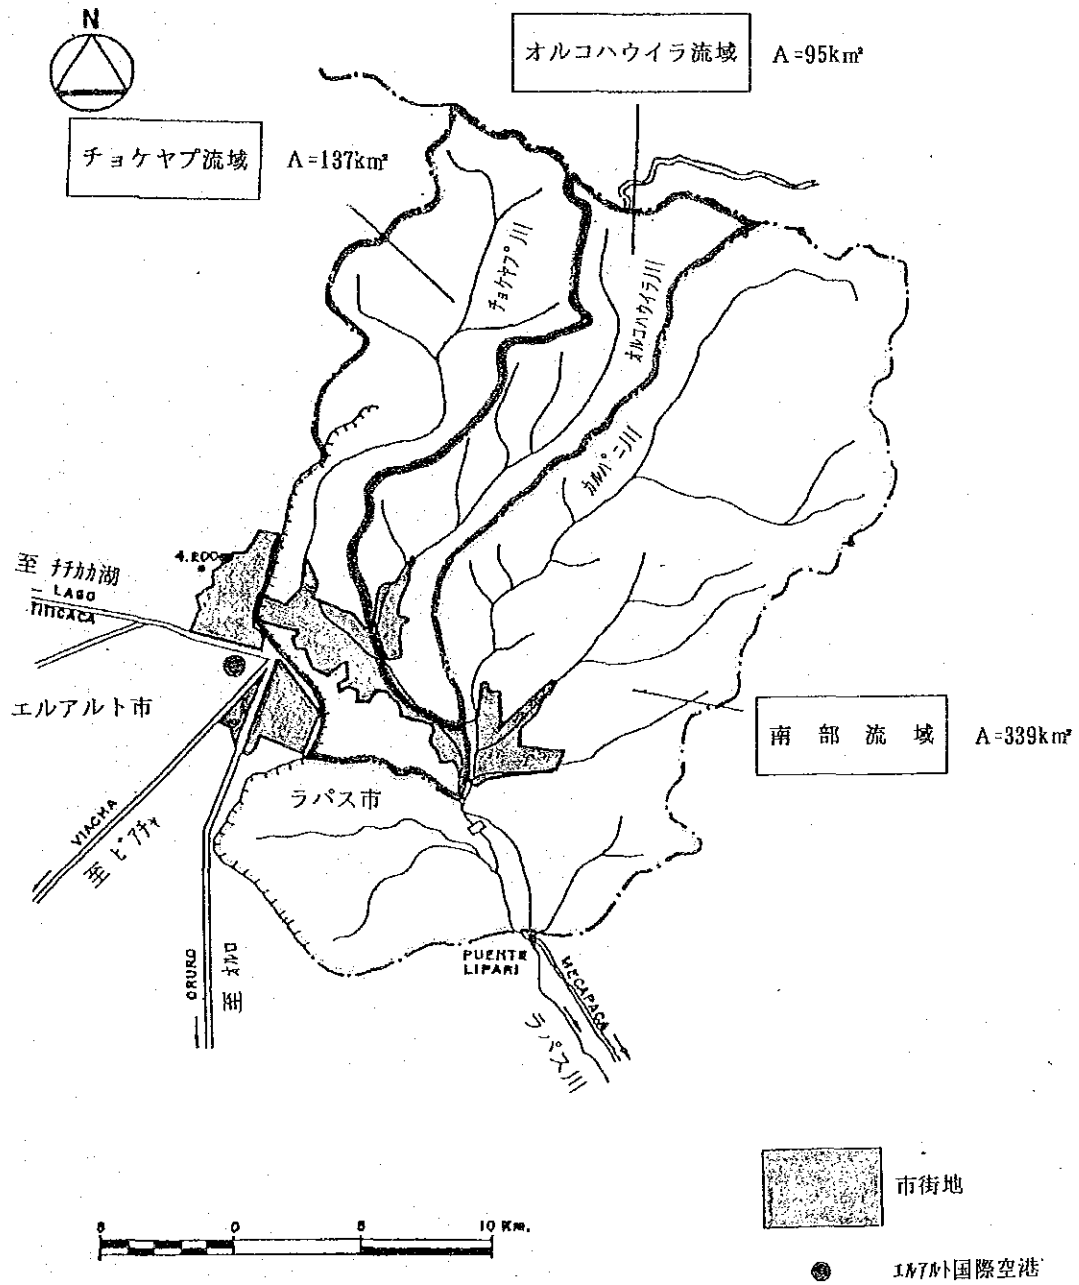 N
オルコハウイラ流域 A=95km²
チョケヤプ流域 A=137km²
チョケヤプ川
オルコハウイラ川
カルパニ川
4.200m
至 チチカカ湖
LAGO
TITICACA
エルアルト市
南部流域 A=339km²
ラパス市
VIACHA
至 ビアチャ
ORURO
至 オルロ
PUENTE
LIPARI
MECAPACA
ラパス川
市街地
5 0 5 10 Km.
エルアルト国際空港